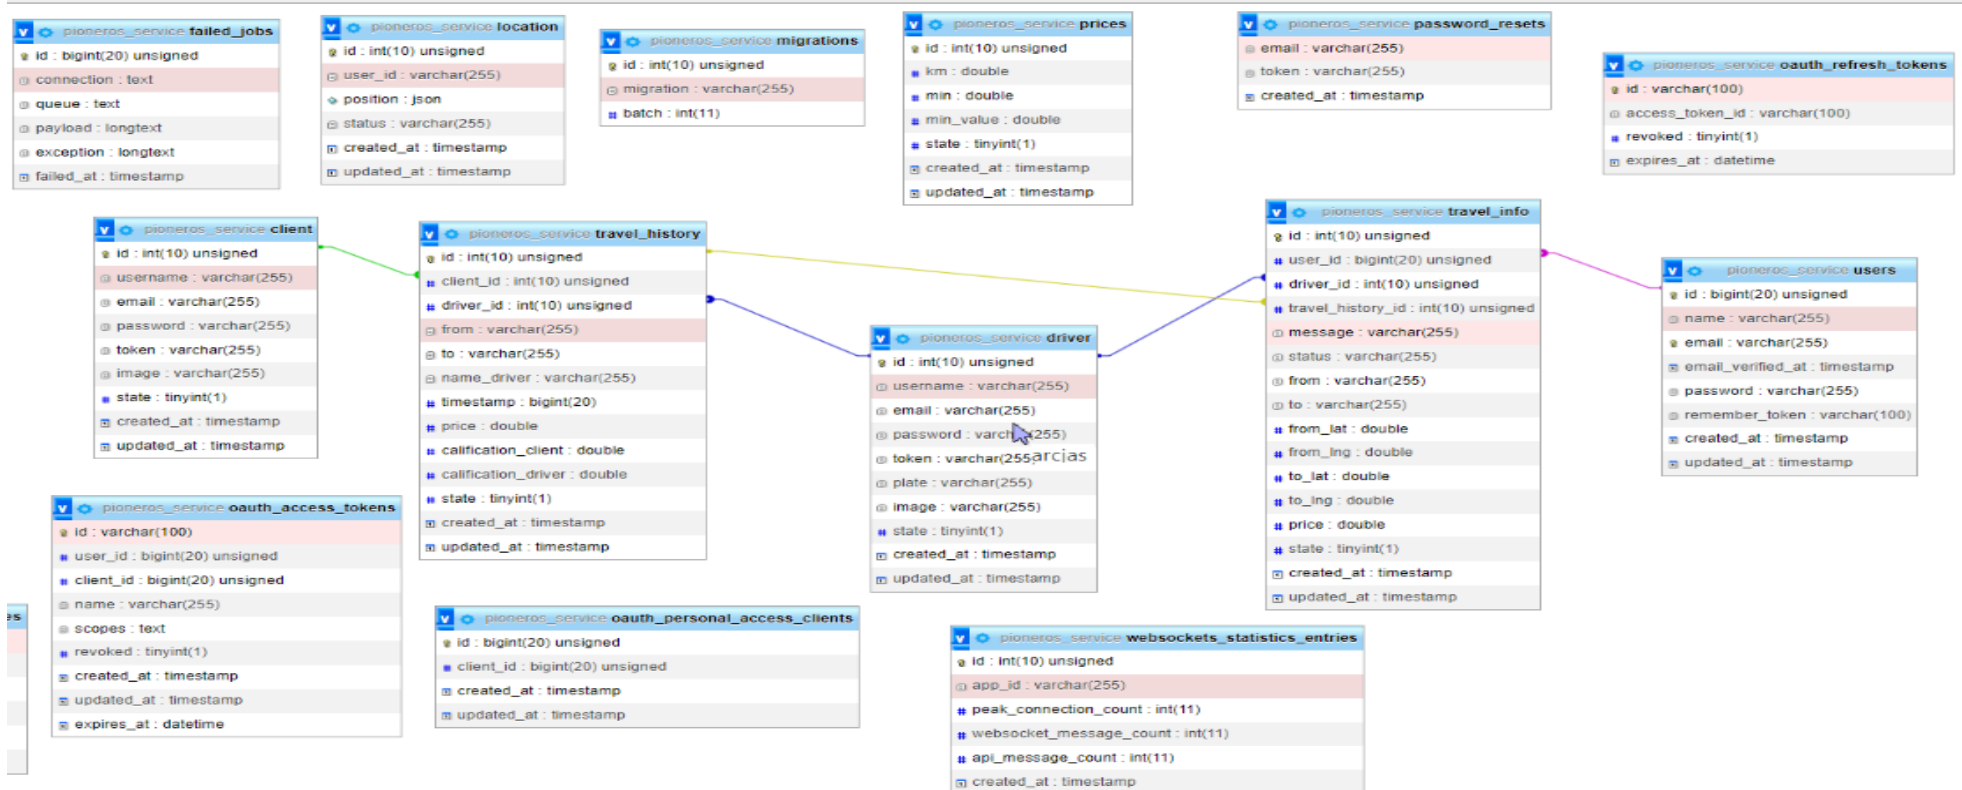 pioneros_service failed_jobs
id : bigint(20) unsigned
connection : text
queue : text
payload : longtext
exception : longtext
failed_at : timestamp
pioneros_service location
id : int(10) unsigned
user_id : varchar(255)
position : json
status : varchar(255)
created_at : timestamp
updated_at : timestamp
pioneros_service migrations
id : int(10) unsigned
migration : varchar(255)
batch : int(11)
pioneros_service prices
id : int(10) unsigned
km : double
min : double
min_value : double
state : tinyint(1)
created_at : timestamp
updated_at : timestamp
pioneros_service password_resets
email : varchar(255)
token : varchar(255)
created_at : timestamp
pioneros_service oauth_refresh_tokens
id : varchar(100)
access_token_id : varchar(100)
revoked : tinyint(1)
expires_at : datetime
pioneros_service client
id : int(10) unsigned
username : varchar(255)
email : varchar(255)
password : varchar(255)
token : varchar(255)
image : varchar(255)
state : tinyint(1)
created_at : timestamp
updated_at : timestamp
pioneros_service travel_history
id : int(10) unsigned
client_id : int(10) unsigned
driver_id : int(10) unsigned
from : varchar(255)
to : varchar(255)
name_driver : varchar(255)
timestamp : bigint(20)
price : double
calification_client : double
calification_driver : double
state : tinyint(1)
created_at : timestamp
updated_at : timestamp
pioneros_service driver
id : int(10) unsigned
username : varchar(255)
email : varchar(255)
password : varchar(255)
token : varchar(255 arcias
plate : varchar(255)
image : varchar(255)
state : tinyint(1)
created_at : timestamp
updated_at : timestamp
pioneros_service travel_info
id : int(10) unsigned
user_id : bigint(20) unsigned
driver_id : int(10) unsigned
travel_history_id : int(10) unsigned
message : varchar(255)
status : varchar(255)
from : varchar(255)
to : varchar(255)
from_lat : double
from_lng : double
to_lat : double
to_lng : double
price : double
state : tinyint(1)
created_at : timestamp
updated_at : timestamp
pioneros_service users
id : bigint(20) unsigned
name : varchar(255)
email : varchar(255)
email_verified_at : timestamp
password : varchar(255)
remember_token : varchar(100)
created_at : timestamp
updated_at : timestamp
pioneros_service oauth_access_tokens
id : varchar(100)
user_id : bigint(20) unsigned
client_id : bigint(20) unsigned
name : varchar(255)
scopes : text
revoked : tinyint(1)
created_at : timestamp
updated_at : timestamp
expires_at : datetime
es
pioneros_service oauth_personal_access_clients
id : bigint(20) unsigned
client_id : bigint(20) unsigned
created_at : timestamp
updated_at : timestamp
pioneros_service websockets_statistics_entries
id : int(10) unsigned
app_id : varchar(255)
peak_connection_count : int(11)
websocket_message_count : int(11)
api_message_count : int(11)
created_at : timestamp